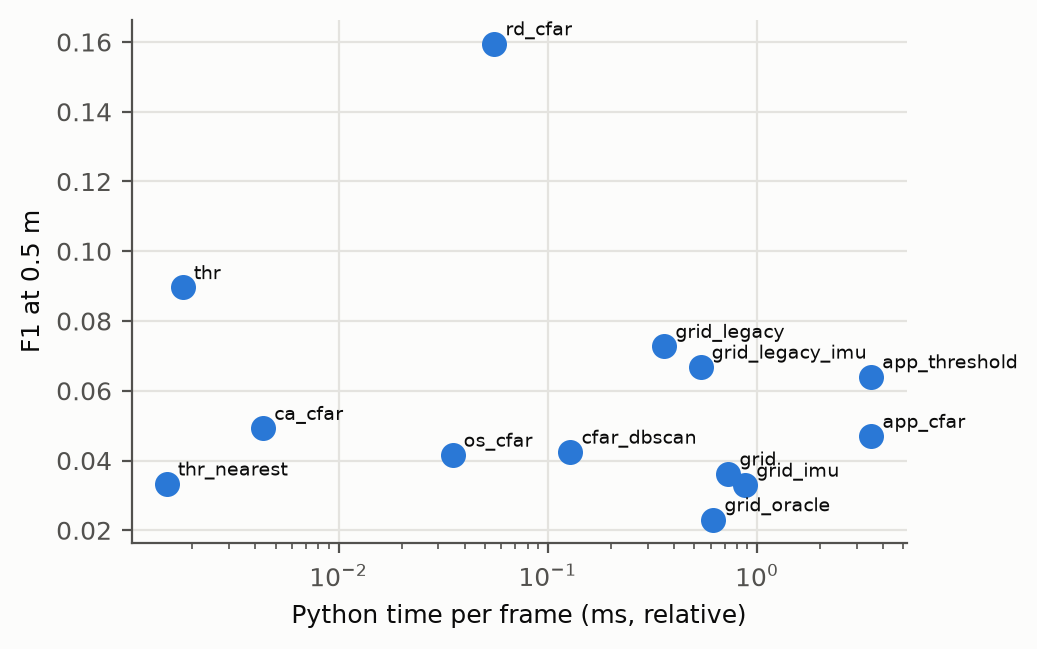 rd_cfar
0.16
0.14
0.12
0.10
thr
0.08
grid_legacy
grid_legacy_imu
app_threshold
0.06
ca_cfar
app_cfar
os_cfar
cfar_dbscan
0.04
thr_nearest
grid
grid_imu
grid_oracle
0.02
F1 at 0.5 m
10⁻²
10⁻¹
10⁰
Python time per frame (ms, relative)